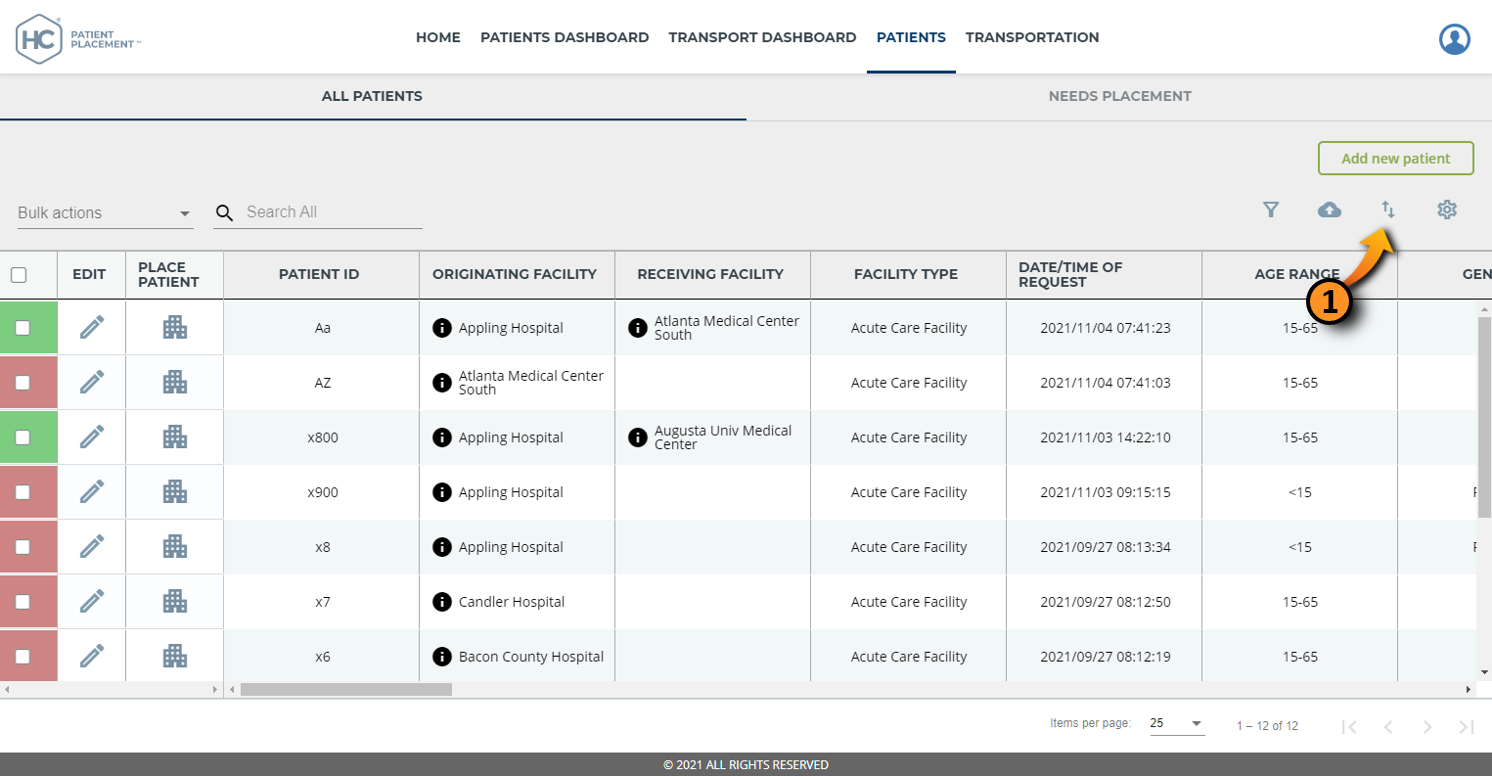 HC PATIENT PLACEMENT™
HOME PATIENTS DASHBOARD TRANSPORT DASHBOARD PATIENTS TRANSPORTATION
ALL PATIENTS NEEDS PLACEMENT
Add new patient
Bulk actions Search All
EDIT PLACE PATIENT PATIENT ID ORIGINATING FACILITY RECEIVING FACILITY FACILITY TYPE DATE/TIME OF REQUEST AGE RANGE GEN
1
Aa Appling Hospital Atlanta Medical Center South Acute Care Facility 2021/11/04 07:41:23 15-65
AZ Atlanta Medical Center South Acute Care Facility 2021/11/04 07:41:03 15-65
x800 Appling Hospital Augusta Univ Medical Center Acute Care Facility 2021/11/03 14:22:10 15-65
x900 Appling Hospital Acute Care Facility 2021/11/03 09:15:15 <15
x8 Appling Hospital Acute Care Facility 2021/09/27 08:13:34 <15
x7 Candler Hospital Acute Care Facility 2021/09/27 08:12:50 15-65
x6 Bacon County Hospital Acute Care Facility 2021/09/27 08:12:19 15-65
Items per page: 25 1 – 12 of 12
© 2021 ALL RIGHTS RESERVED